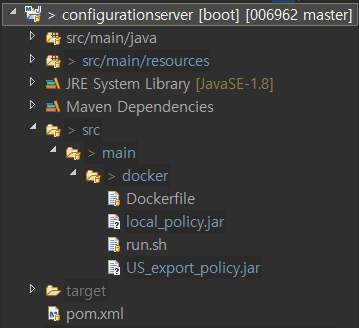 > configurationserver [boot] [006962 master]
src/main/java
> src/main/resources
JRE System Library [JavaSE-1.8]
Maven Dependencies
> src
> main
> docker
Dockerfile
local_policy.jar
run.sh
US_export_policy.jar
target
pom.xml